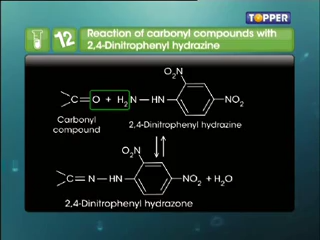 TOPPER
12
Reaction of carbonyl compounds with
2,4-Dinitrophenyl hydrazine
O₂N
C=O + H₂N—HN NO₂
Carbonyl
compound
2,4-Dinitrophenyl hydrazine
O₂N
C=N—HN NO₂ + H₂O
2,4-Dinitrophenyl hydrazone